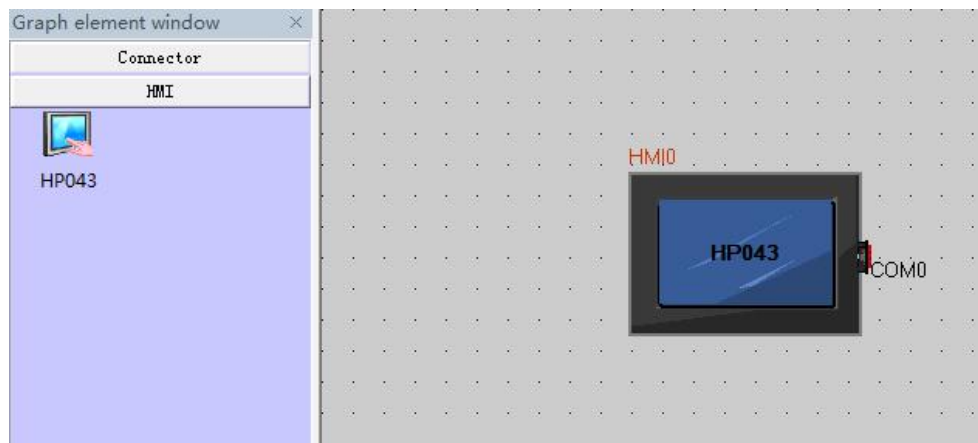 Graph element window
Connector
HMI
HP043
HMI0
HP043
COM0